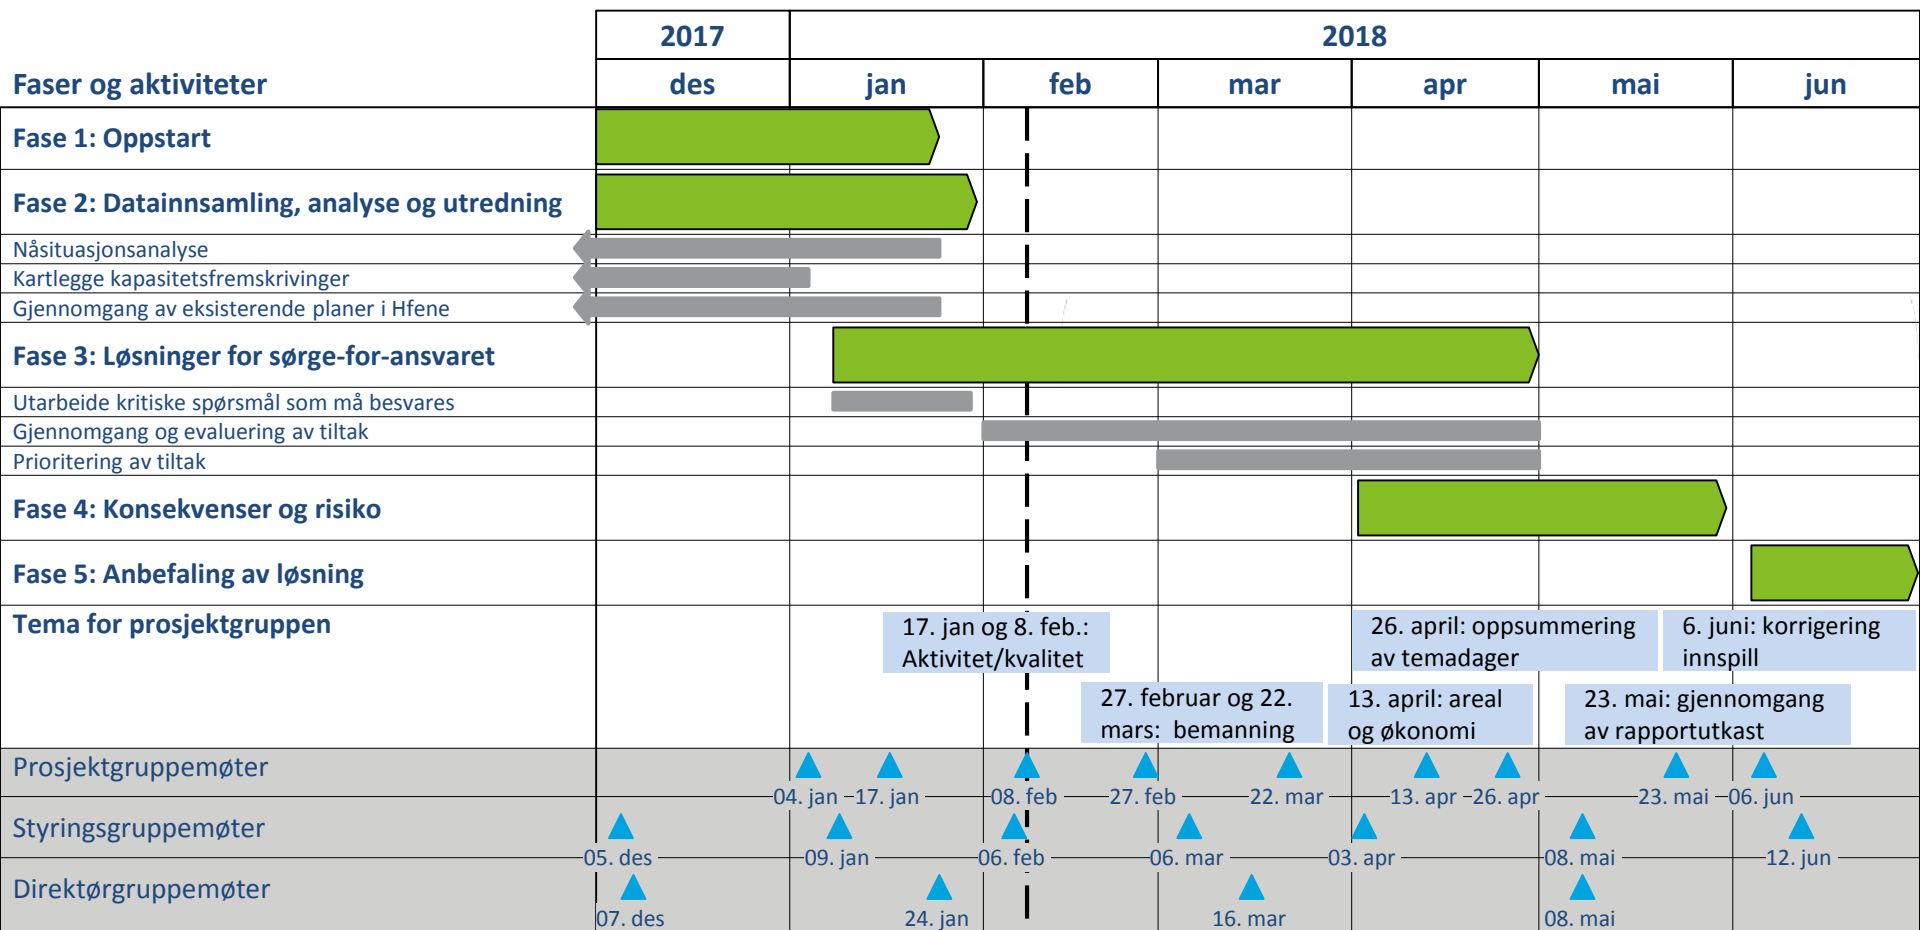 2017
2018
Faser og aktiviteter
des
jan
feb
mar
apr
mai
jun
Fase 1: Oppstart
Fase 2: Datainnsamling, analyse og utredning
Nåsituasjonsanalyse
Kartlegge kapasitetsfremskrivinger
Gjennomgang av eksisterende planer i Hfene
Fase 3: Løsninger for sørge-for-ansvaret
Utarbeide kritiske spørsmål som må besvares
Gjennomgang og evaluering av tiltak
Prioritering av tiltak
Fase 4: Konsekvenser og risiko
Fase 5: Anbefaling av løsning
Tema for prosjektgruppen
17. jan og 8. feb.:
Aktivitet/kvalitet
26. april: oppsummering
av temadager
6. juni: korrigering
innspill
27. februar og 22.
mars: bemanning
13. april: areal
og økonomi
23. mai: gjennomgang
av rapportutkast
Prosjektgruppemøter
04. jan
17. jan
08. feb
27. feb
22. mar
13. apr
26. apr
23. mai
06. jun
Styringsgruppemøter
05. des
09. jan
06. feb
06. mar
03. apr
08. mai
12. jun
Direktørgruppemøter
07. des
24. jan
16. mar
08. mai